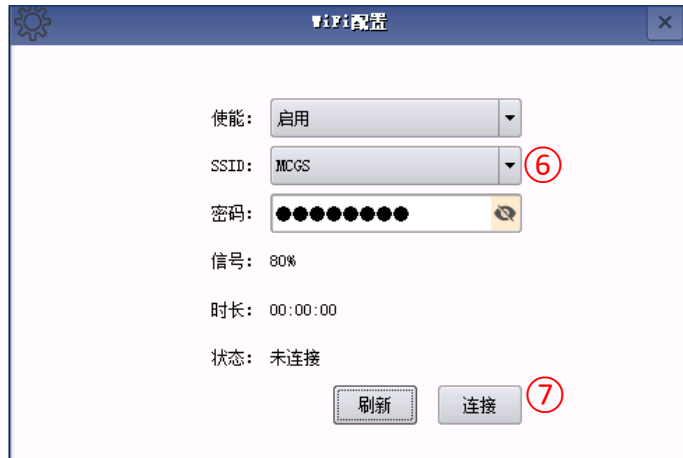 WiFi配置
使能: 启用
SSID: MCGS ⑥
密码: ●●●●●●●●
信号: 80%
时长: 00:00:00
状态: 未连接
刷新 连接 ⑦